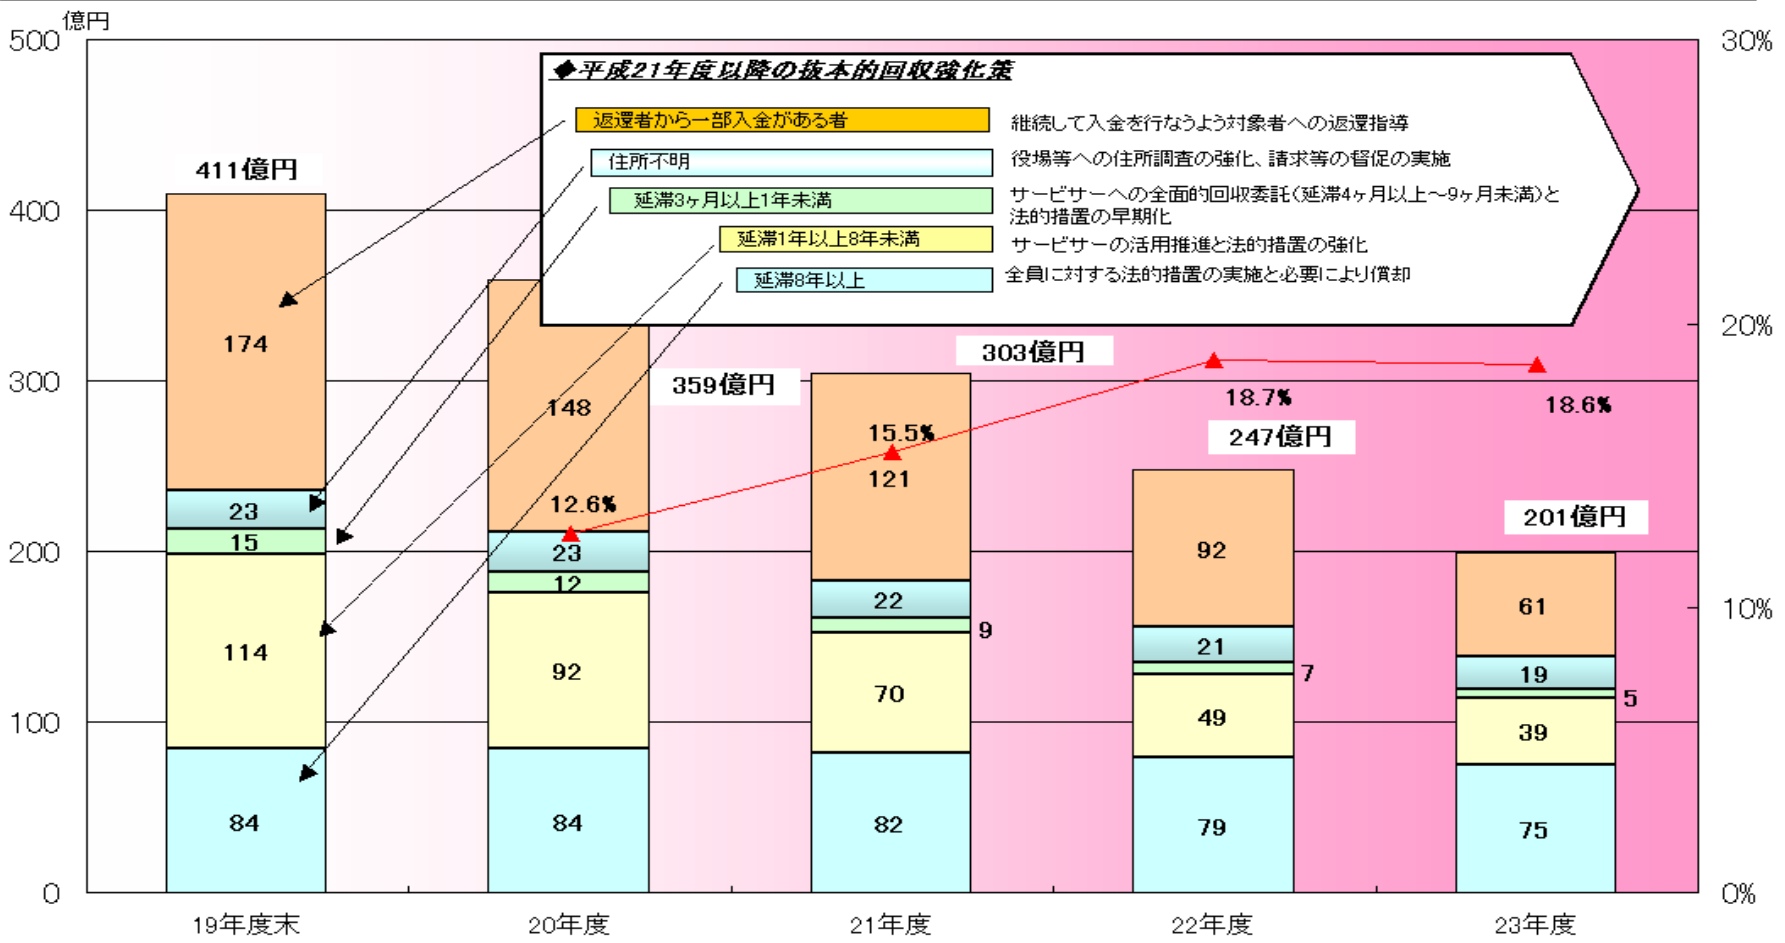 億円
500
30%
◆平成21年度以降の抜本的回収強化策
返還者から一部入金がある者
継続して入金を行なうよう対象者への返還指導
住所不明
役場等への住所調査の強化、請求等の督促の実施
延滞3ヶ月以上1年未満
サービサーへの全面的回収委託(延滞4ヶ月以上~9ヶ月未満)と
法的措置の早期化
延滞1年以上8年未満
サービサーの活用推進と法的措置の強化
延滞8年以上
全員に対する法的措置の実施と必要により償却
411億円
400
20%
174
303億円
300
359億円
148
18.7%
18.6%
15.5%
247億円
121
12.6%
23
201億円
15
200
23
92
12
22
10%
61
9
114
21
92
7
19
70
5
100
49
39
84
84
82
79
75
0
0%
19年度末
20年度
21年度
22年度
23年度